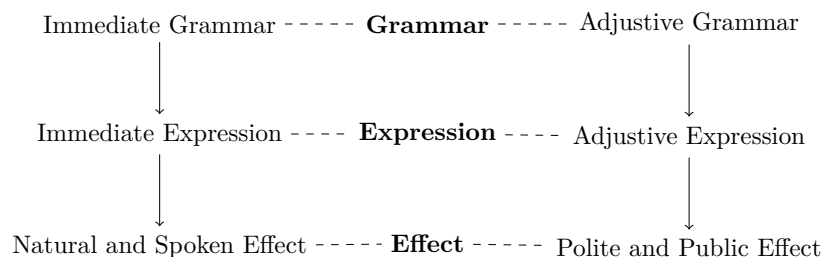 Immediate Grammar Grammar Adjustive Grammar
Immediate Expression Expression Adjustive Expression
Natural and Spoken Effect Effect Polite and Public Effect